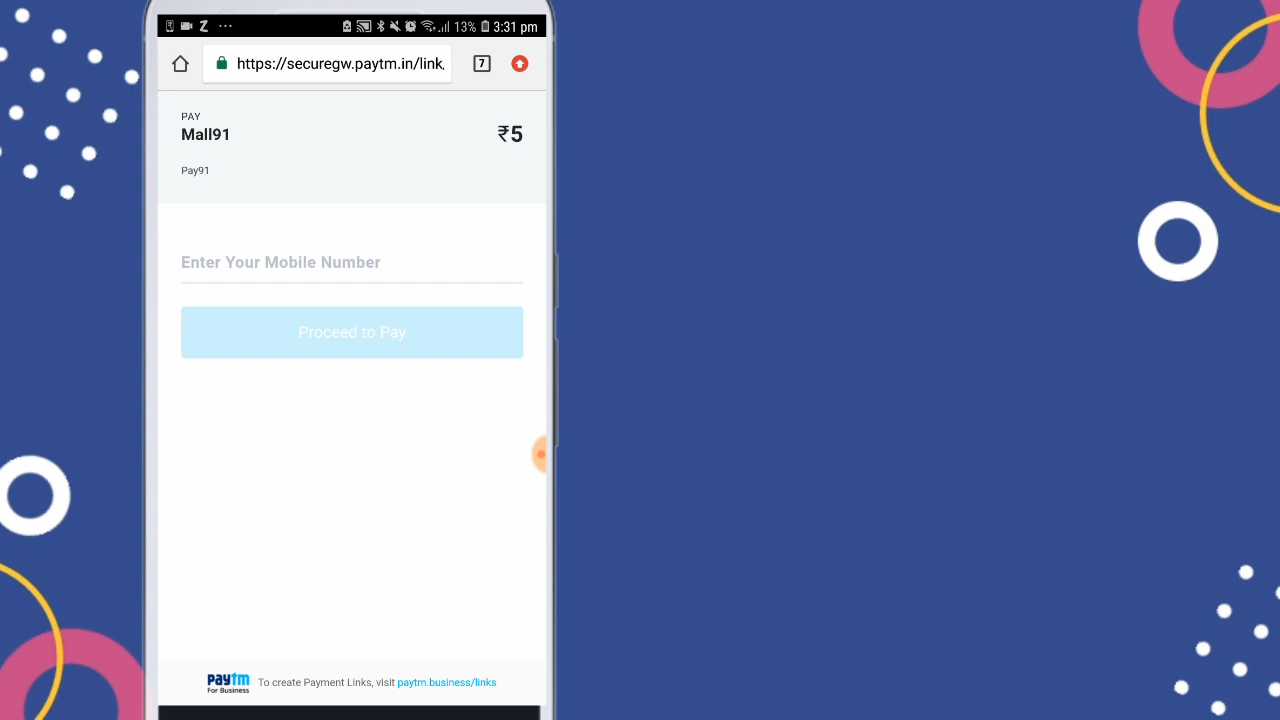 Z ... 13% 3:31 pm
https://securegw.paytm.in/link. 7
PAY
Mall91 ₹5
Pay91
Enter Your Mobile Number
Proceed to Pay
paytm To create Payment Links, visit paytm.business/links
For Business